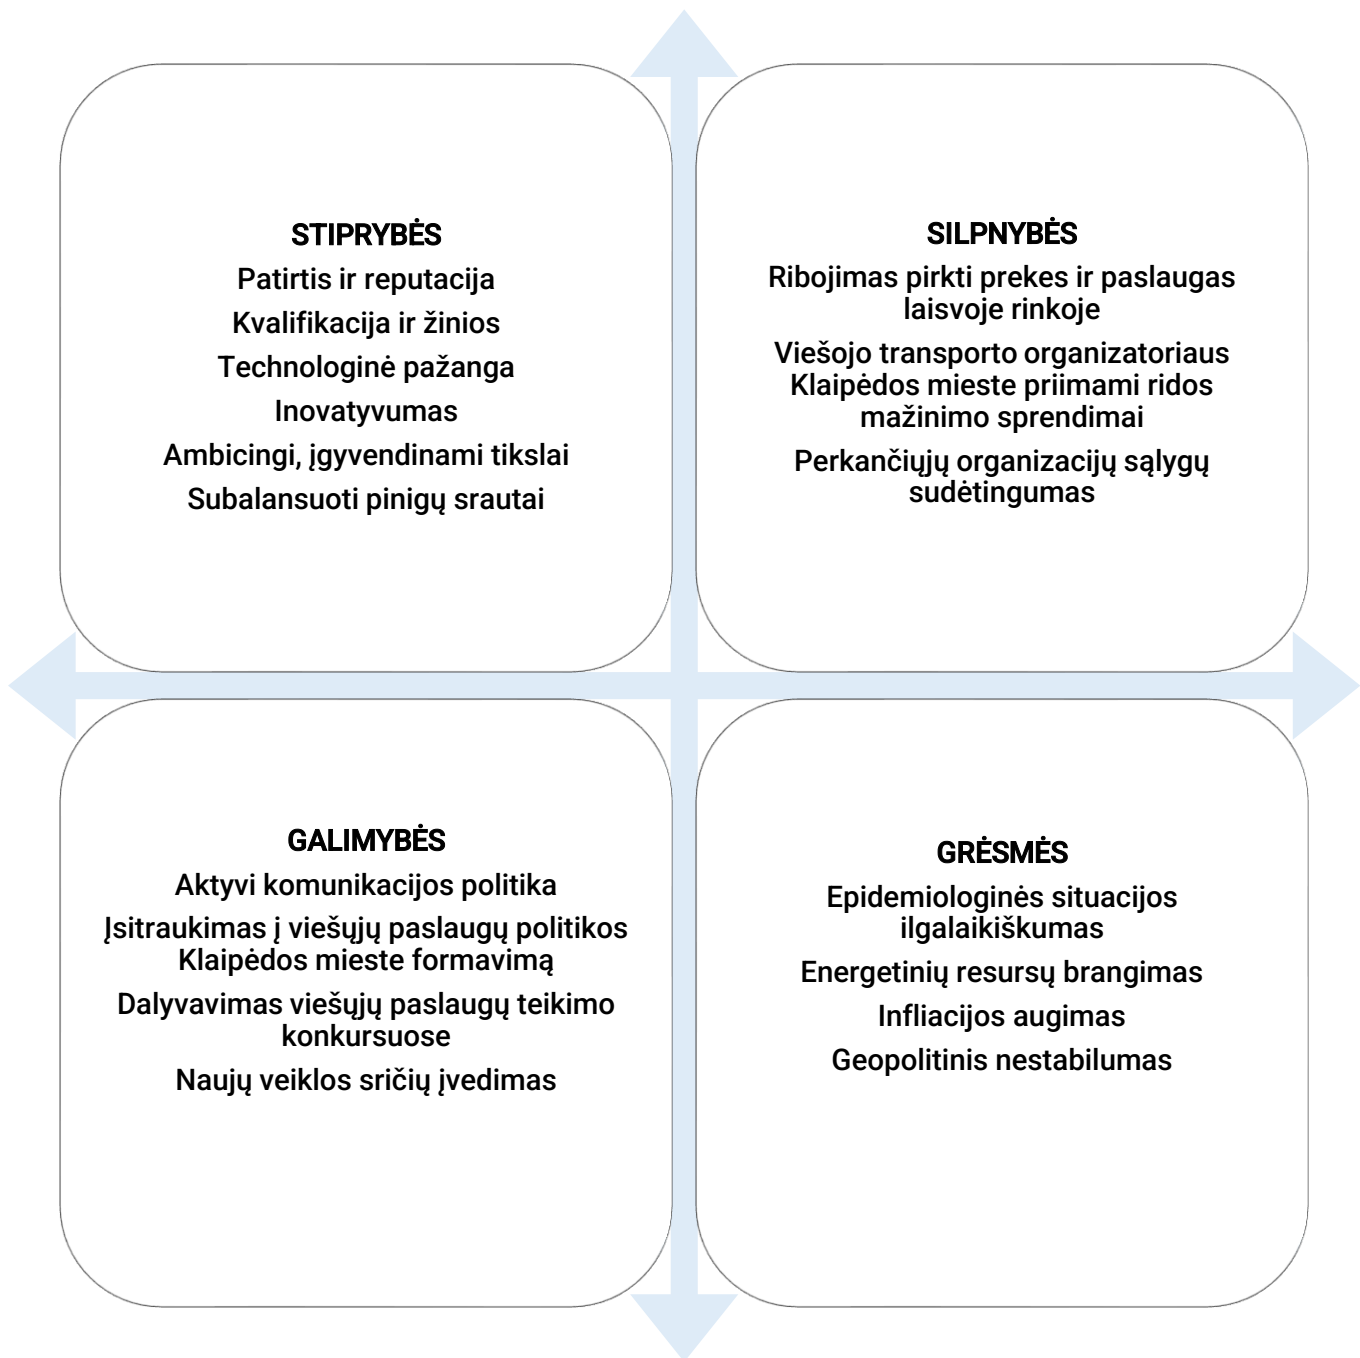 STIPRYBĖS
Patirtis ir reputacija
Kvalifikacija ir žinios
Technologinė pažanga
Inovatyvumas
Ambicingi, įgyvendinami tikslai
Subalansuoti pinigų srautai
SILPNYBĖS
Ribojimas pirkti prekes ir paslaugas
laisvoje rinkoje
Viešojo transporto organizatoriaus
Klaipėdos mieste priimami ridos
mažinimo sprendimai
Perkančiųjų organizacijų sąlygų
sudėtingumas
GALIMYBĖS
Aktyvi komunikacijos politika
Įsitraukimas į viešųjų paslaugų politikos
Klaipėdos mieste formavimą
Dalyvavimas viešųjų paslaugų teikimo
konkursuose
Naujų veiklos sričių įvedimas
GRĖSMĖS
Epidemiologinės situacijos
ilgalaikiškumas
Energetinių resursų brangimas
Infliacijos augimas
Geopolitinis nestabilumas